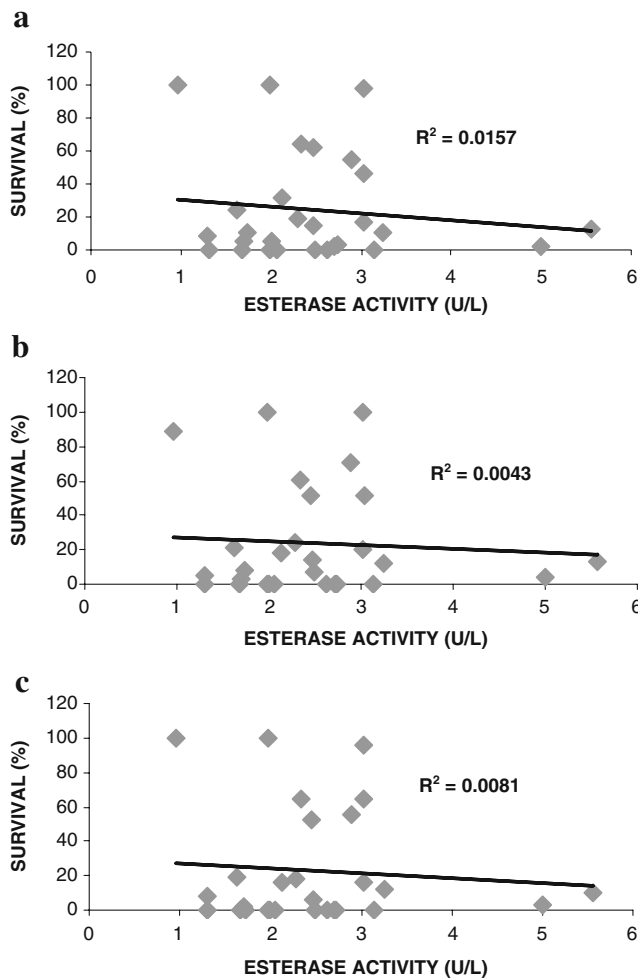 a
120
100
80
60
40
20
0
SURVIVAL (%)
R² = 0.0157
0 1 2 3 4 5 6
ESTERASE ACTIVITY (U/L)
b
120
100
80
60
40
20
0
SURVIVAL (%)
R² = 0.0043
0 1 2 3 4 5 6
ESTERASE ACTIVITY (U/L)
c
120
100
80
60
40
20
0
SURVIVAL (%)
R² = 0.0081
0 1 2 3 4 5 6
ESTERASE ACTIVITY (U/L)